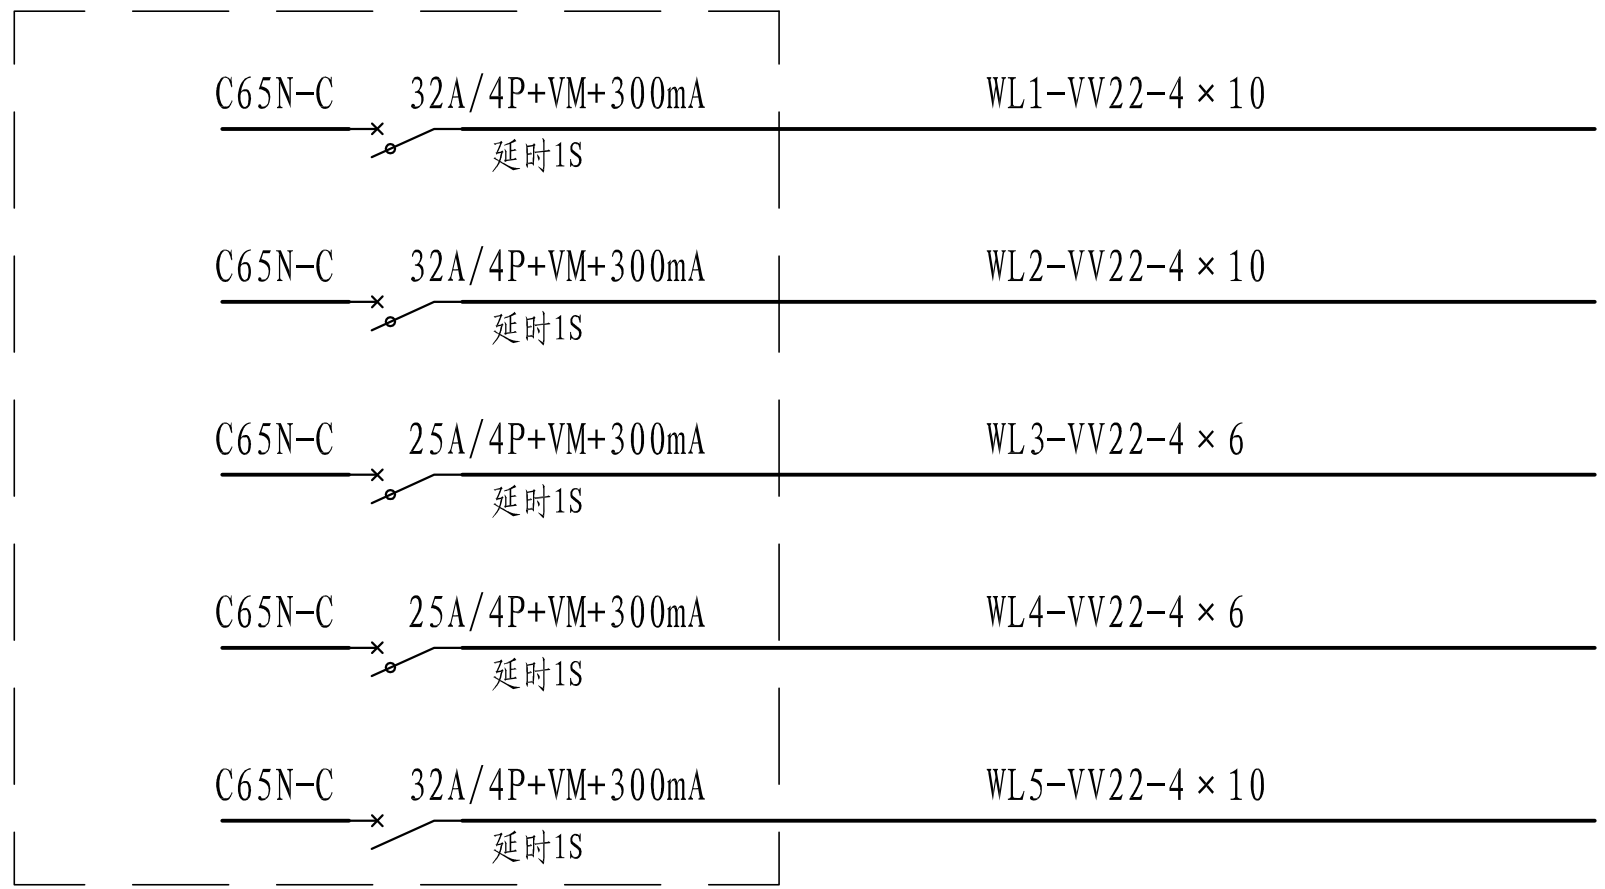 C65N-C 32A/4P+VM+300mA WL1-VV22-4×10
延时1S
C65N-C 32A/4P+VM+300mA WL2-VV22-4×10
延时1S
C65N-C 25A/4P+VM+300mA WL3-VV22-4×6
延时1S
C65N-C 25A/4P+VM+300mA WL4-VV22-4×6
延时1S
C65N-C 32A/4P+VM+300mA WL5-VV22-4×10
延时1S